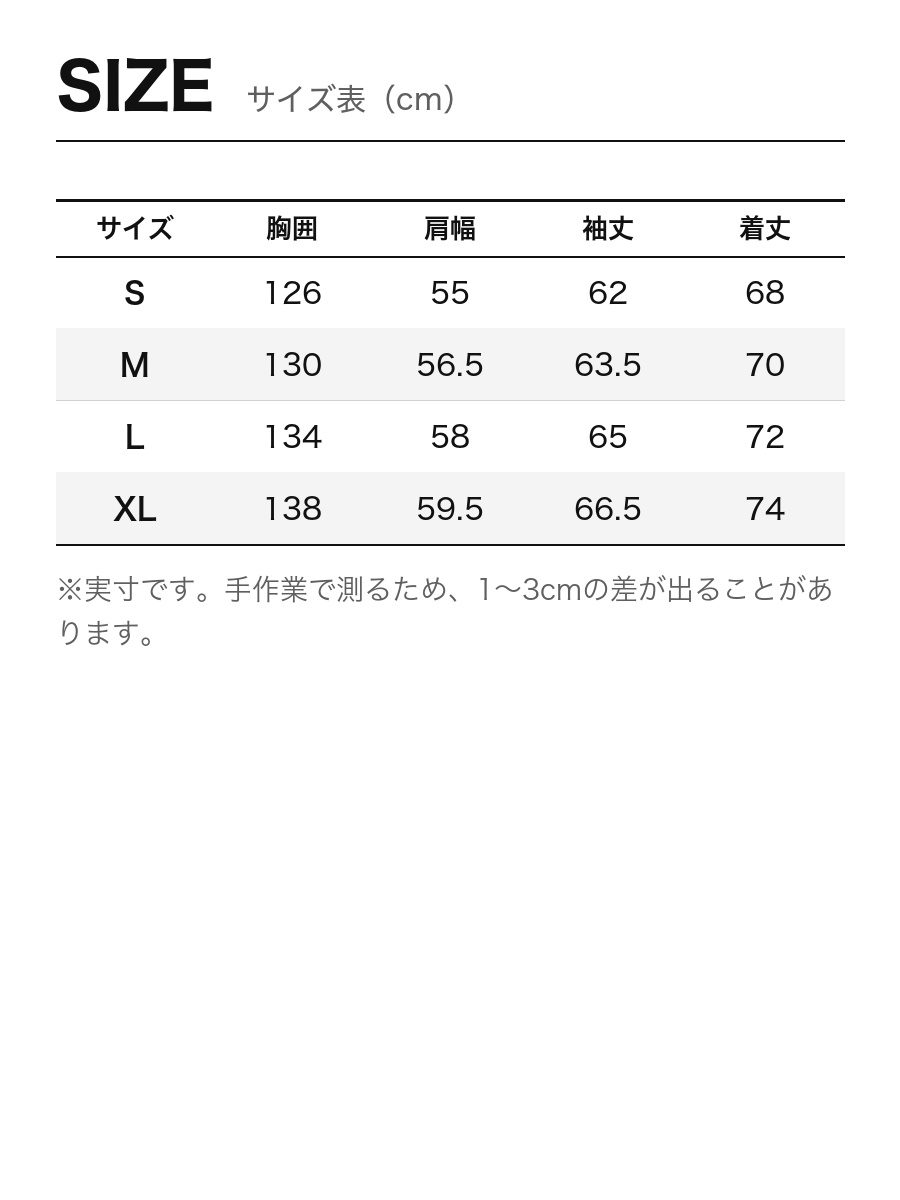 SIZE サイズ表（cm）
サイズ 胸囲 肩幅 袖丈 着丈
S 126 55 62 68
M 130 56.5 63.5 70
L 134 58 65 72
XL 138 59.5 66.5 74
※実寸です。手作業で測るため、1〜3cmの差が出ることがあ
ります。